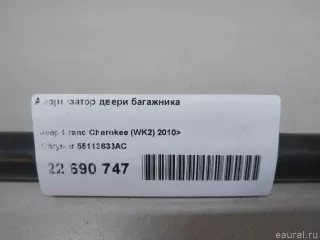 Амортизатор двери багажника
Jeep Grand Cherokee (WK2) 2010>
Chrysler 55113633AC
22 690 747
eaural.ru